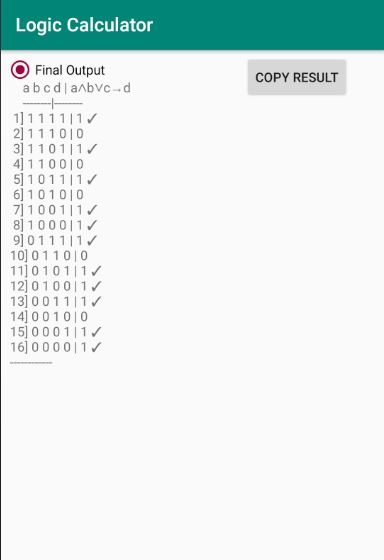 Logic Calculator
Final Output
COPY RESULT
a b c d | a∧b∨c→d
--------|--------
1] 1 1 1 1 | 1 ✓
2] 1 1 1 0 | 0
3] 1 1 0 1 | 1 ✓
4] 1 1 0 0 | 0
5] 1 0 1 1 | 1 ✓
6] 1 0 1 0 | 0
7] 1 0 0 1 | 1 ✓
8] 1 0 0 0 | 1 ✓
9] 0 1 1 1 | 1 ✓
10] 0 1 1 0 | 0
11] 0 1 0 1 | 1 ✓
12] 0 1 0 0 | 1 ✓
13] 0 0 1 1 | 1 ✓
14] 0 0 1 0 | 0
15] 0 0 0 1 | 1 ✓
16] 0 0 0 0 | 1 ✓
------------